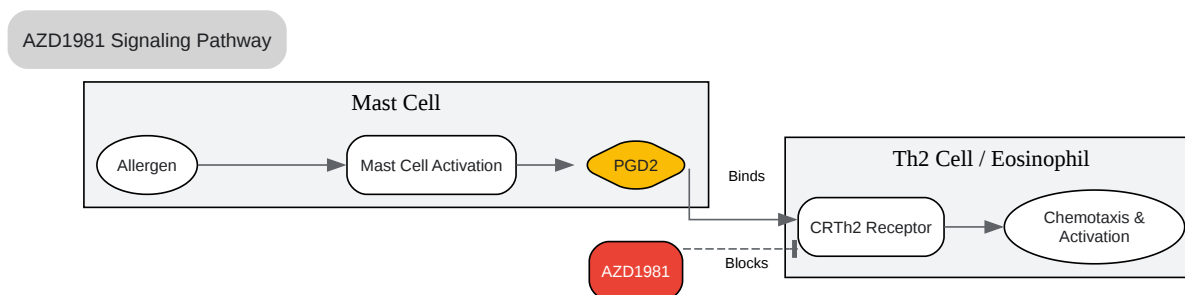 AZD1981 Signaling Pathway
Mast Cell
Allergen
Mast Cell Activation
PGD2
Binds
Th2 Cell / Eosinophil
CRTh2 Receptor
Chemotaxis &
Activation
AZD1981
Blocks